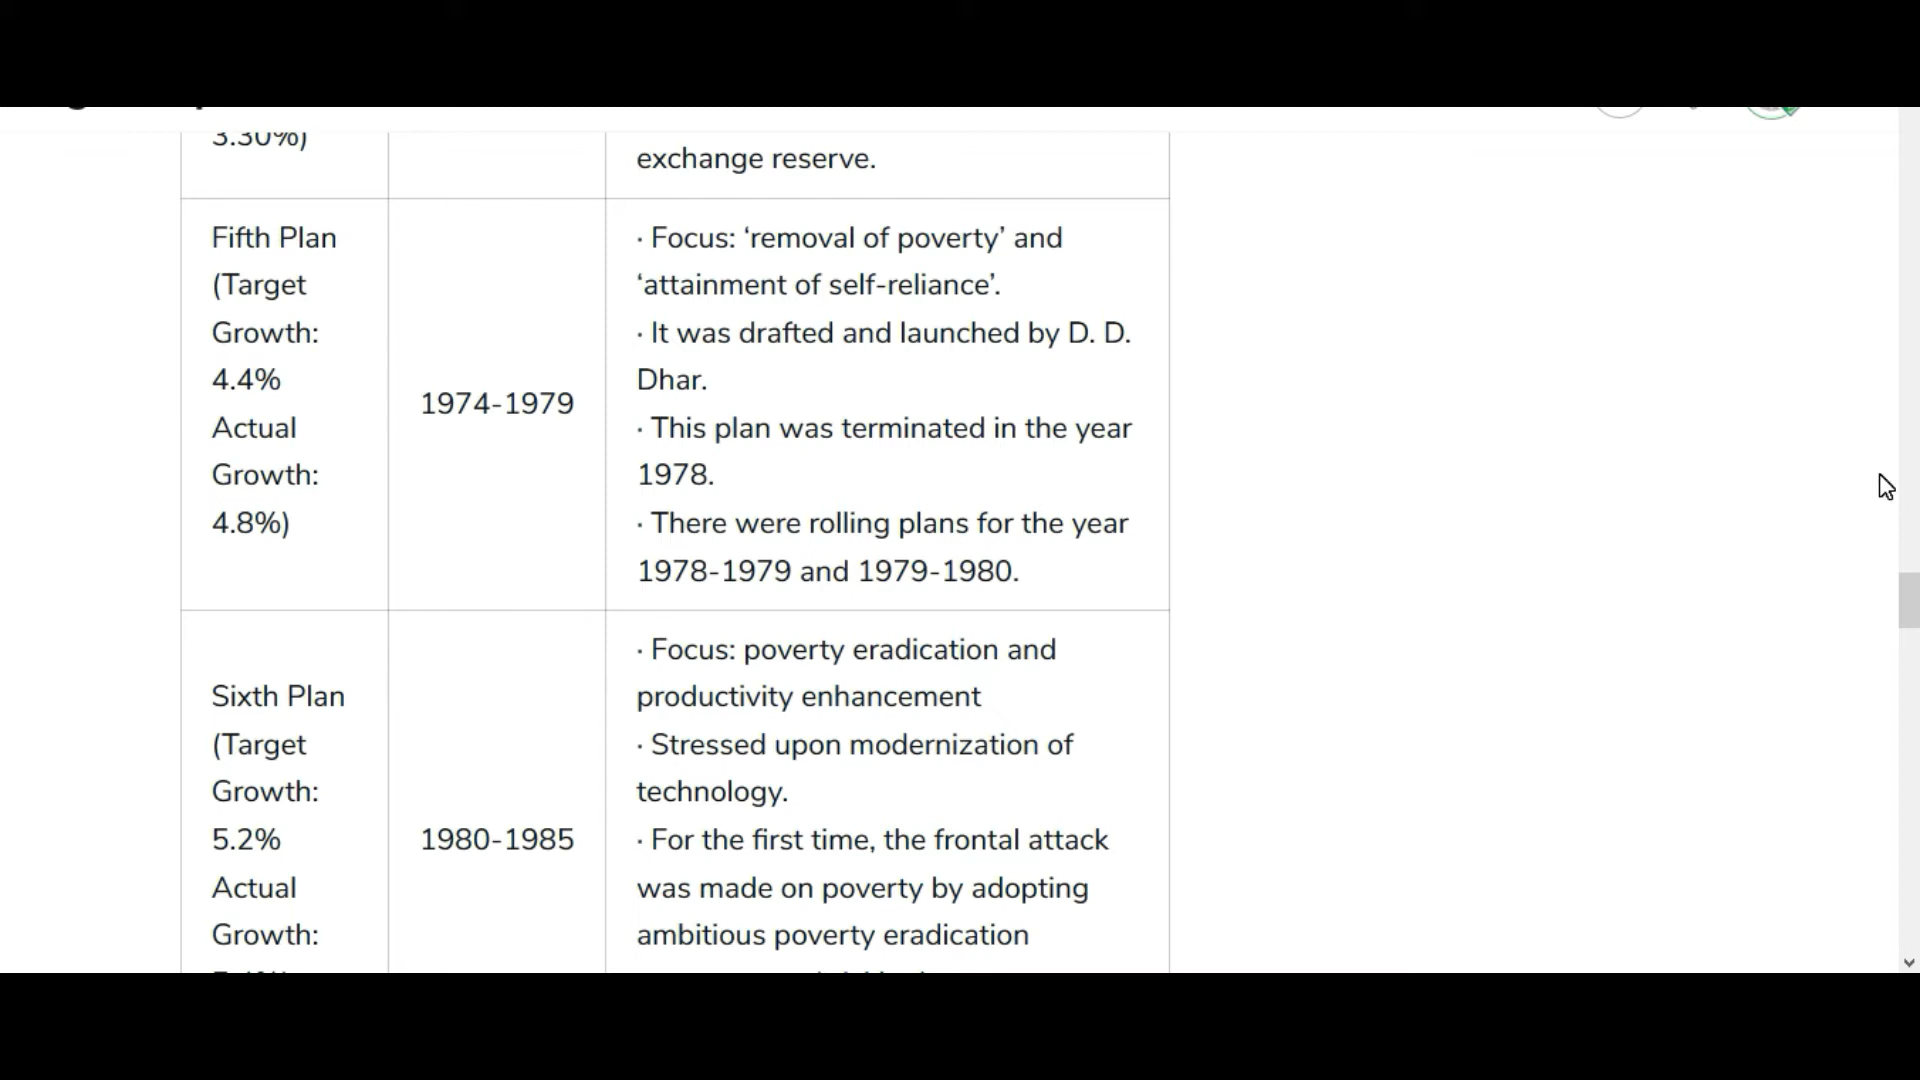 3.30%)
exchange reserve.
Fifth Plan
(Target
Growth:
4.4%
Actual
Growth:
4.8%)
1974-1979
· Focus: ‘removal of poverty’ and
‘attainment of self-reliance’.
· It was drafted and launched by D. D.
Dhar.
· This plan was terminated in the year
1978.
· There were rolling plans for the year
1978-1979 and 1979-1980.
Sixth Plan
(Target
Growth:
5.2%
Actual
Growth:
1980-1985
· Focus: poverty eradication and
productivity enhancement
· Stressed upon modernization of
technology.
· For the first time, the frontal attack
was made on poverty by adopting
ambitious poverty eradication